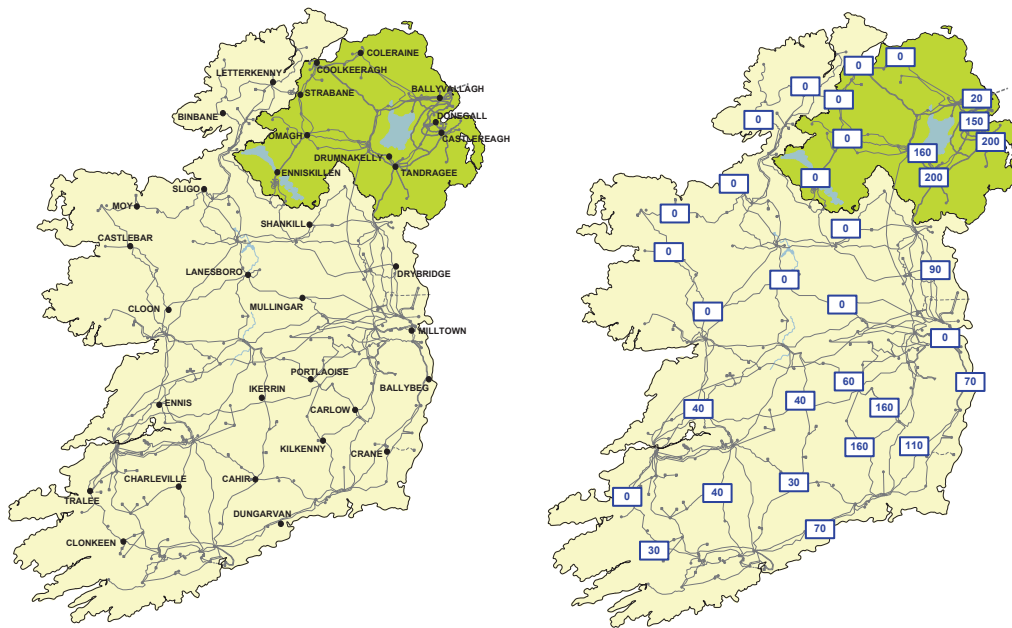 COLERAINE
COOLKEERAGH
LETTERKENNY
STRABANE
BALLYVALLAGH
BINBANE
DONEGALL
OMAGH
CASTLEREAGH
DRUMNAKELLY
TANDRAGEE
ENNISKILLEN
SLIGO
MOY
SHANKILL
CASTLEBAR
LANESBORO
DRYBRIDGE
MULLINGAR
CLOON
MILLTOWN
PORTLAOISE
IKERRIN
BALLYBEG
ENNIS
CARLOW
KILKENNY
CRANE
CHARLEVILLE
CAHIR
TRALEE
DUNGARVAN
CLONKEEN
0
0
0
0
20
0
150
0
200
160
0
200
0
0
0
0
90
0
0
0
0
60
70
40
40
160
160
110
30
0
40
70
30